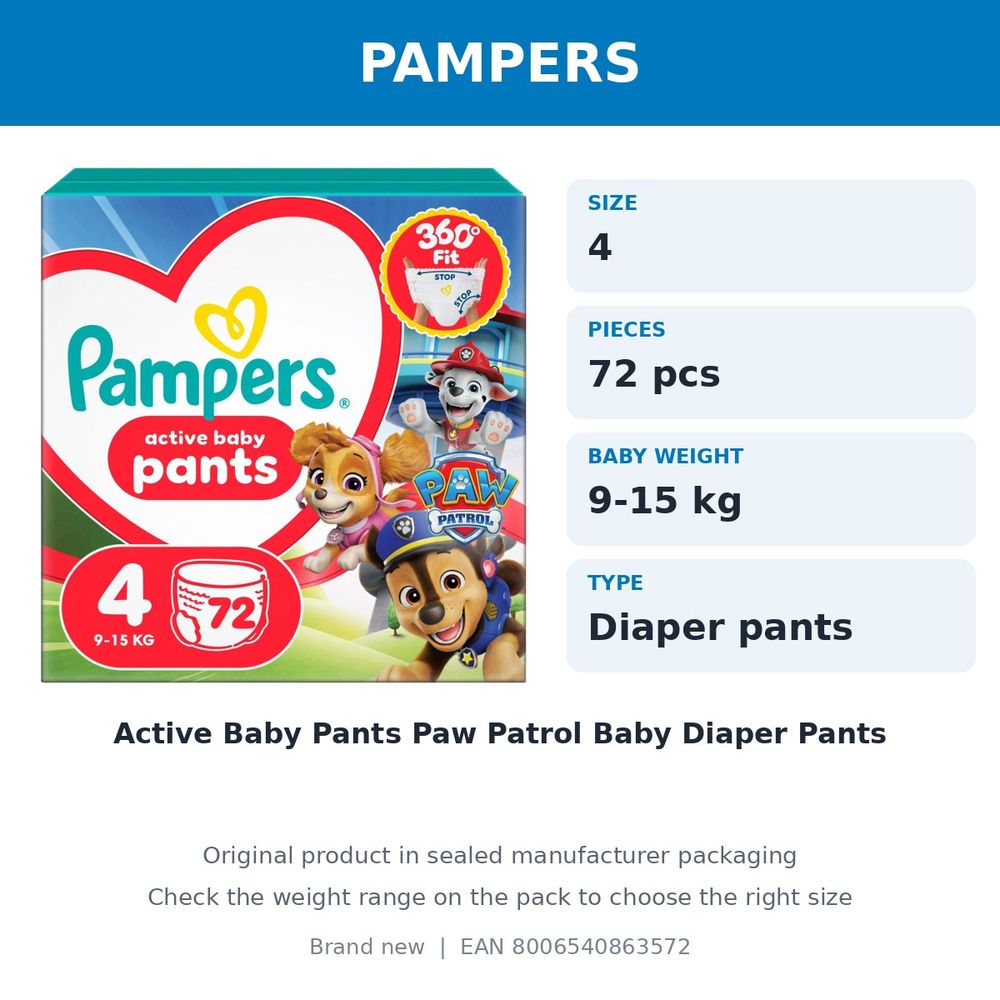 PAMPERS
360°
Fit
STOP
STOP
Pampers®
active baby
pants
PAW
PATROL
4
72
9-15 KG
SIZE
4
PIECES
72 pcs
BABY WEIGHT
9-15 kg
TYPE
Diaper pants
Active Baby Pants Paw Patrol Baby Diaper Pants
Original product in sealed manufacturer packaging
Check the weight range on the pack to choose the right size
Brand new | EAN 8006540863572